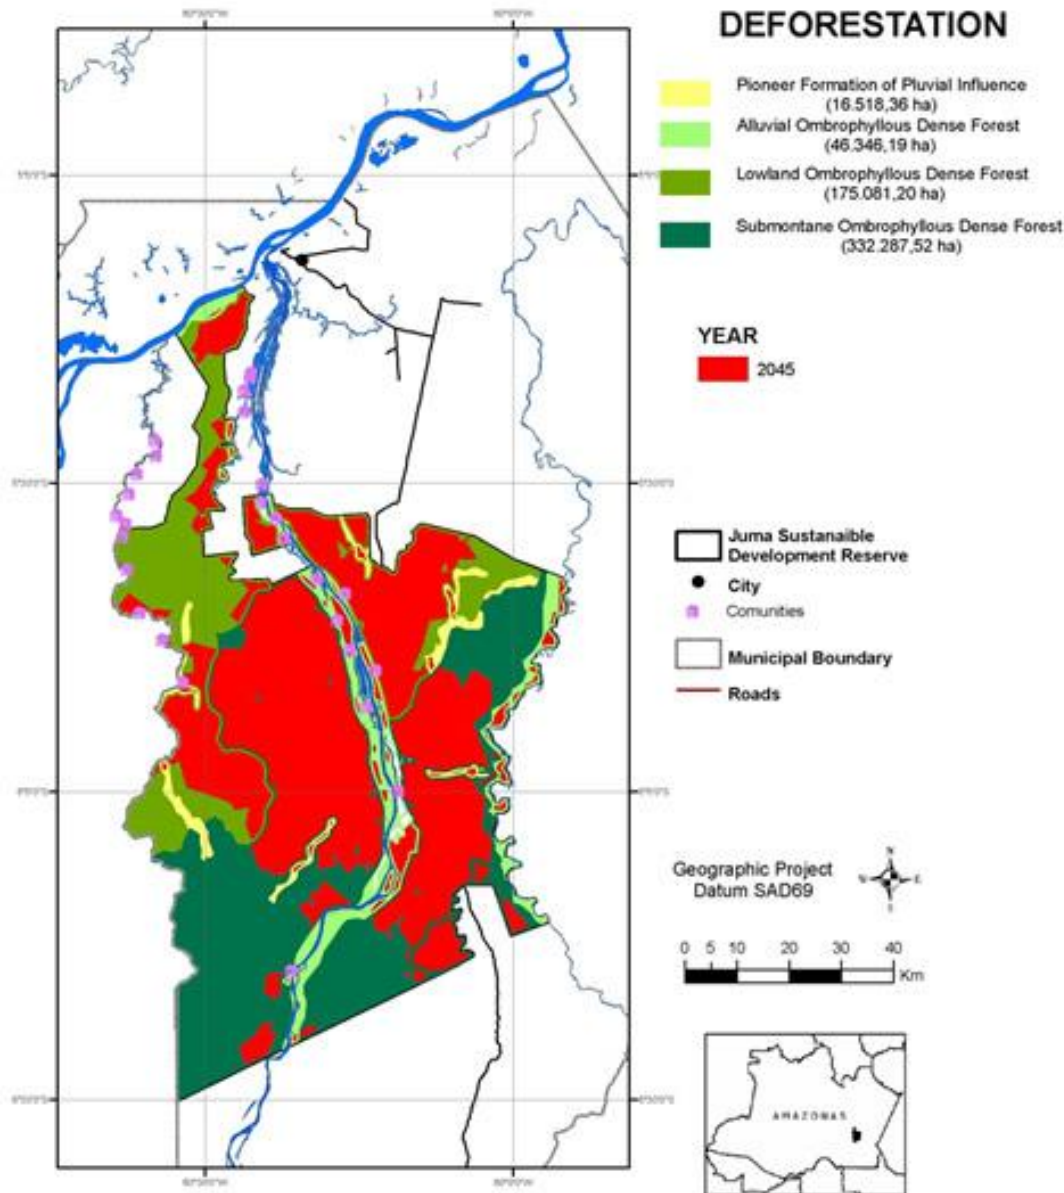 DEFORESTATION
Pioneer Formation of Pluvial Influence
(16.518,36 ha)
Alluvial Ombrophyllous Dense Forest
(46.346,19 ha)
Lowland Ombrophyllous Dense Forest
(175.081,20 ha)
Submontane Ombrophyllous Dense Forest
(332.287,52 ha)
YEAR
2045
Juma Sustanaible
Development Reserve
City
Comunities
Municipal Boundary
Roads
Geographic Project
Datum SAD69
N
W
E
0 5 10 20 30 40
Km
AMAZONAS